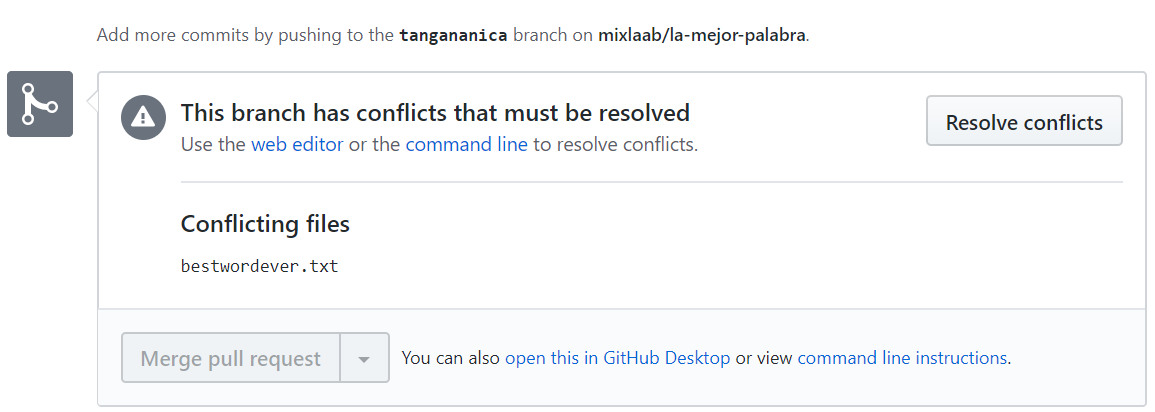 Add more commits by pushing to the tangananica branch on mixlaab/la-mejor-palabra.
This branch has conflicts that must be resolved
Resolve conflicts
Use the web editor or the command line to resolve conflicts.
Conflicting files
bestwordever.txt
Merge pull request
You can also open this in GitHub Desktop or view command line instructions.